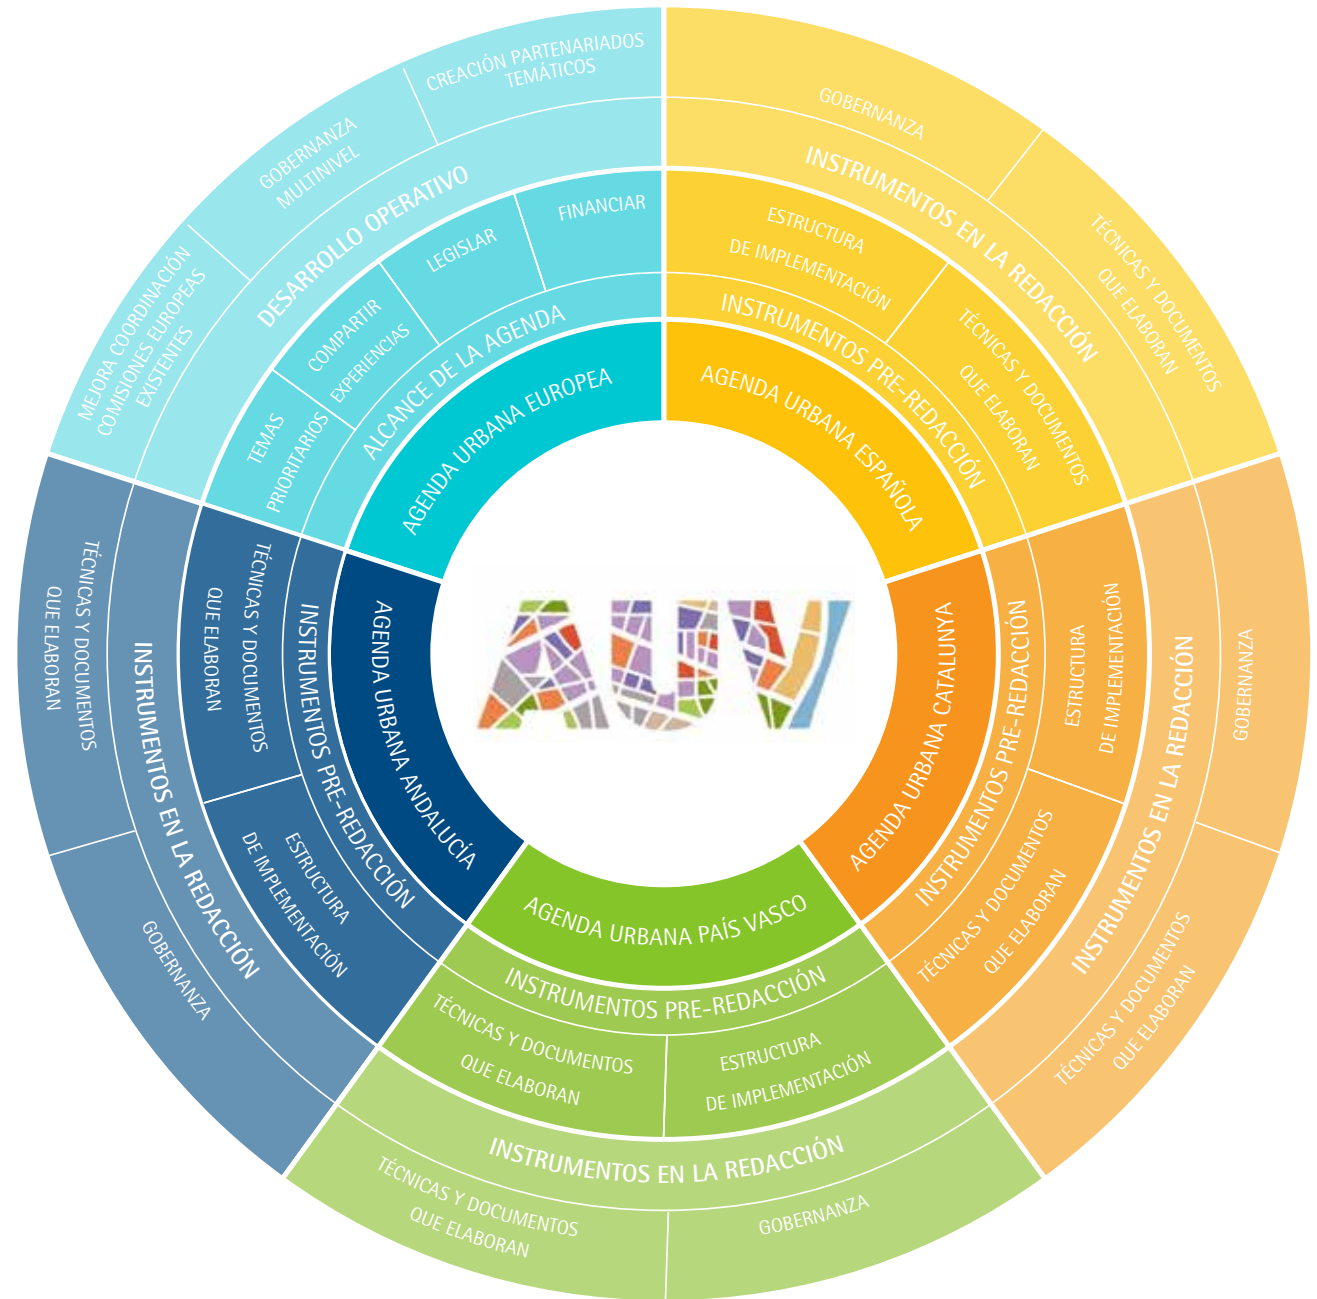 AUV
AGENDA URBANA EUROPEA
ALCANCE DE LA AGENDA
TEMAS
PRIORITARIOS
COMPARTIR
EXPERIENCIAS
LEGISLAR
FINANCIAR
DESARROLLO OPERATIVO
MEJORA COORDINACIÓN
COMISIONES EUROPEAS
EXISTENTES
GOBERNANZA
MULTINIVEL
CREACIÓN PARTENARIADOS
TEMÁTICOS
AGENDA URBANA ESPAÑOLA
INSTRUMENTOS PRE-REDACCIÓN
ESTRUCTURA
DE IMPLEMENTACIÓN
TÉCNICAS Y DOCUMENTOS
QUE ELABORAN
INSTRUMENTOS EN LA REDACCIÓN
GOBERNANZA
TÉCNICAS Y DOCUMENTOS
QUE ELABORAN
AGENDA URBANA CATALUNYA
INSTRUMENTOS PRE-REDACCIÓN
ESTRUCTURA
DE IMPLEMENTACIÓN
TÉCNICAS Y DOCUMENTOS
QUE ELABORAN
INSTRUMENTOS EN LA REDACCIÓN
GOBERNANZA
TÉCNICAS Y DOCUMENTOS
QUE ELABORAN
AGENDA URBANA PAÍS VASCO
INSTRUMENTOS PRE-REDACCIÓN
TÉCNICAS Y DOCUMENTOS
QUE ELABORAN
ESTRUCTURA
DE IMPLEMENTACIÓN
INSTRUMENTOS EN LA REDACCIÓN
TÉCNICAS Y DOCUMENTOS
QUE ELABORAN
GOBERNANZA
AGENDA URBANA ANDALUCÍA
INSTRUMENTOS PRE-REDACCIÓN
TÉCNICAS Y DOCUMENTOS
QUE ELABORAN
ESTRUCTURA
DE IMPLEMENTACIÓN
INSTRUMENTOS EN LA REDACCIÓN
TÉCNICAS Y DOCUMENTOS
QUE ELABORAN
GOBERNANZA